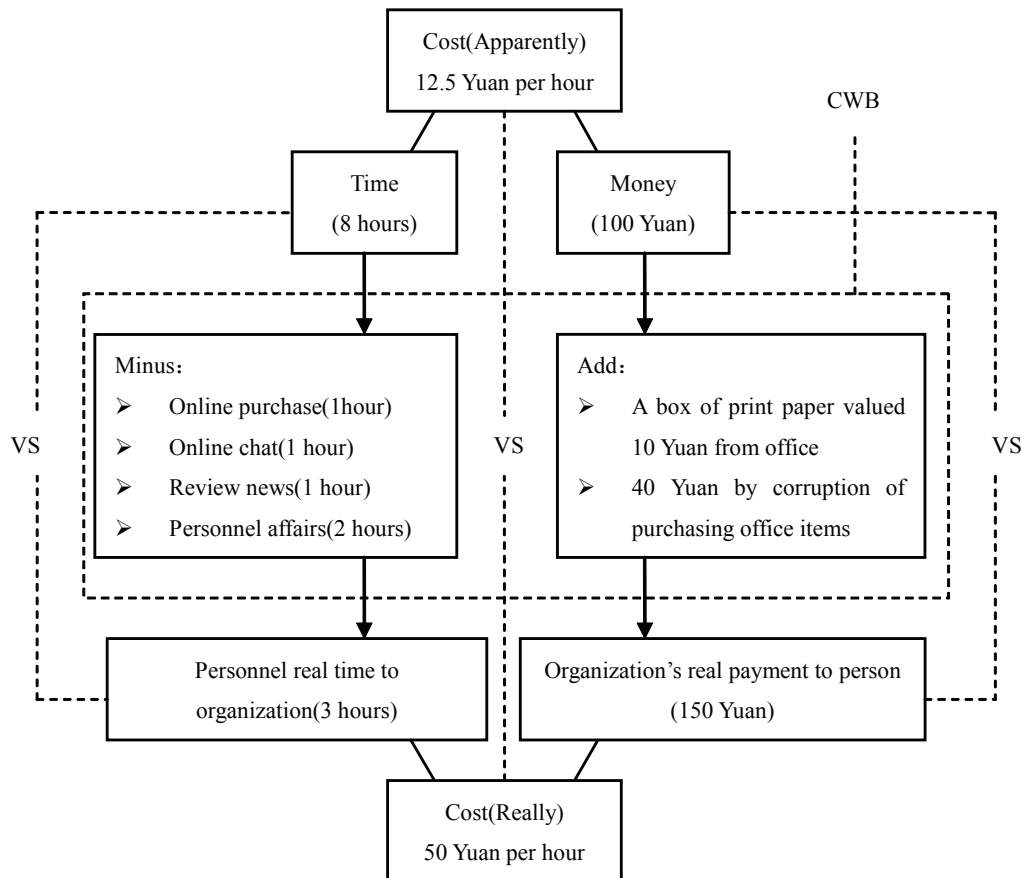 Cost(Apparently)
12.5 Yuan per hour
CWB
Time
(8 hours)
Money
(100 Yuan)
Minus：
➢ Online purchase(1hour)
➢ Online chat(1 hour)
➢ Review news(1 hour)
➢ Personnel affairs(2 hours)
Add：
➢ A box of print paper valued
10 Yuan from office
➢ 40 Yuan by corruption of
purchasing office items
VS
VS
VS
Personnel real time to
organization(3 hours)
Organization’s real payment to person
(150 Yuan)
Cost(Really)
50 Yuan per hour